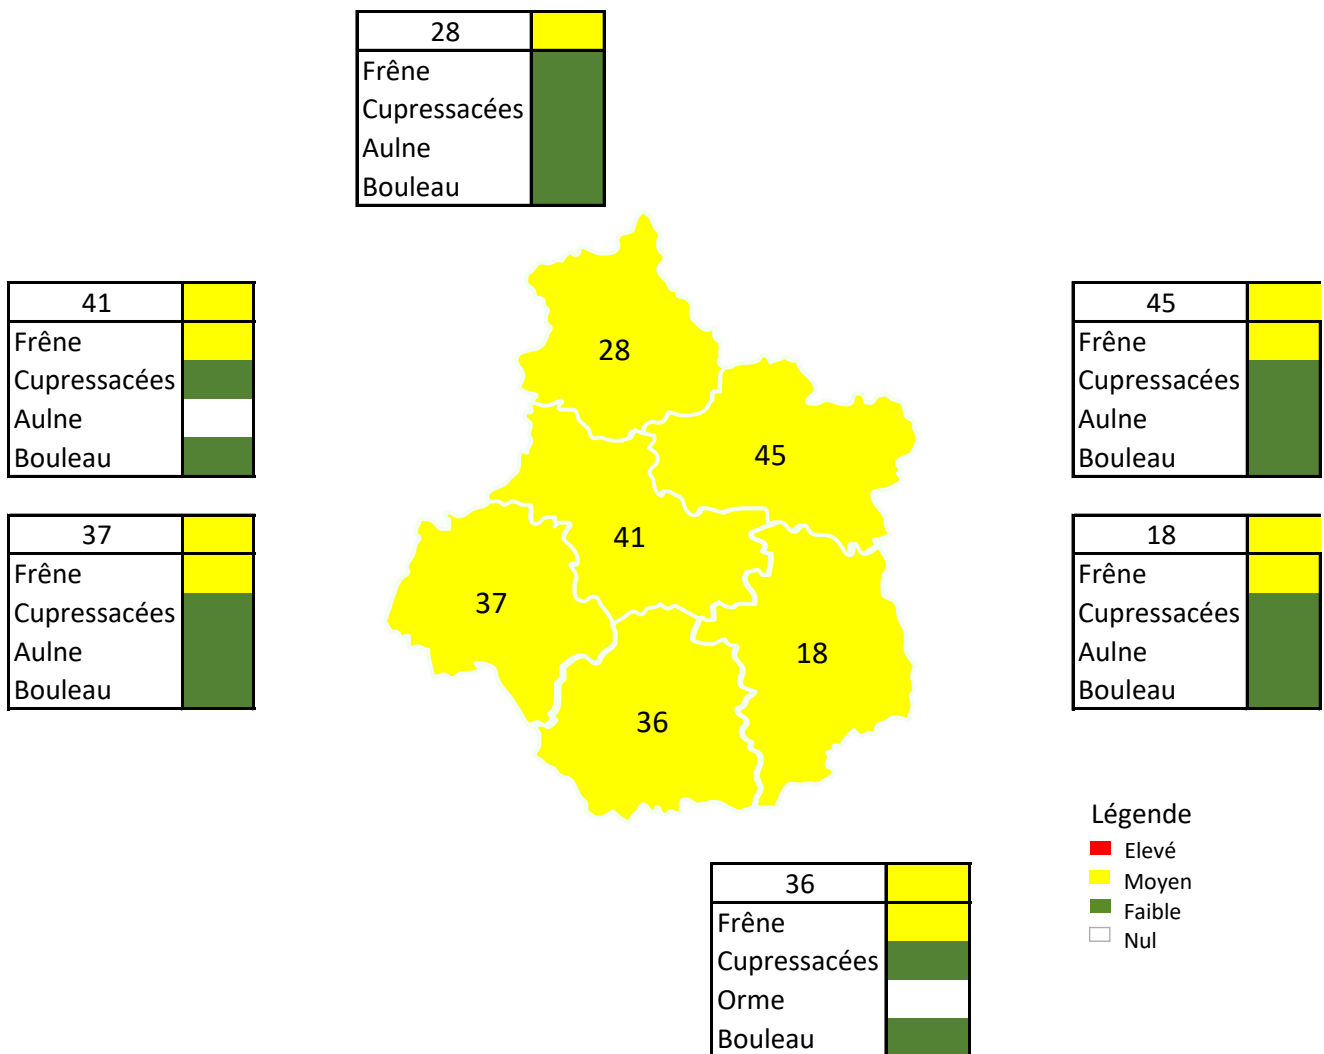 28
Frêne
Cupressacées
Aulne
Bouleau
41
Frêne
Cupressacées
Aulne
Bouleau
45
Frêne
Cupressacées
Aulne
Bouleau
37
Frêne
Cupressacées
Aulne
Bouleau
18
Frêne
Cupressacées
Aulne
Bouleau
28
45
41
37
18
36
Légende
Elevé
Moyen
Faible
Nul
36
Frêne
Cupressacées
Orme
Bouleau